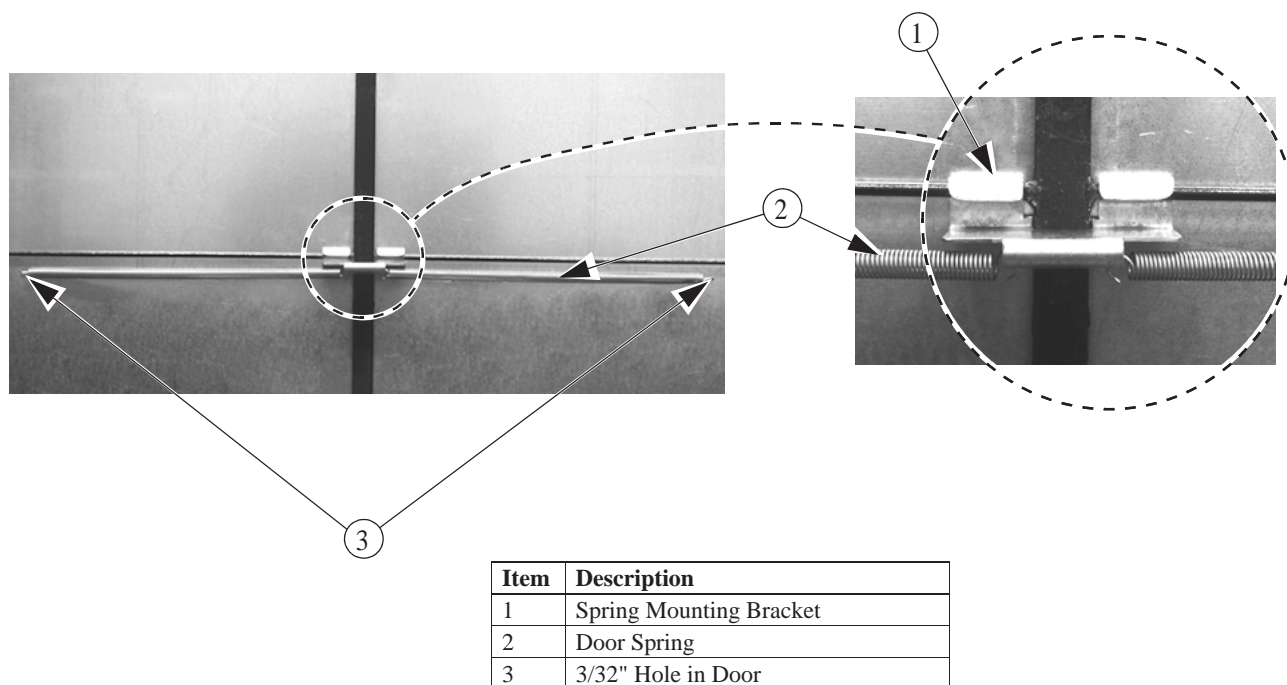 1
2
3
Item Description
1 Spring Mounting Bracket
2 Door Spring
3 3/32" Hole in Door